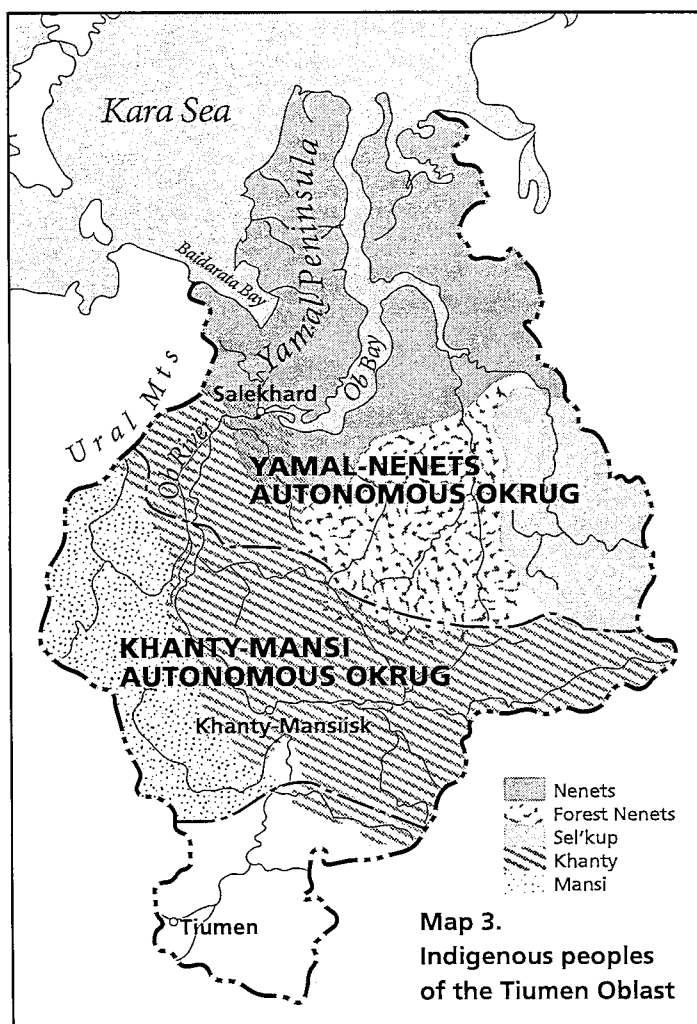 Kara Sea
Yamal Peninsula
Baidarata Bay
Ob Bay
Ural Mts
Salekhard
Ob River
YAMAL-NENETS
AUTONOMOUS OKRUG
KHANTY-MANSI
AUTONOMOUS OKRUG
Khanty-Mansiisk
Nenets
Forest Nenets
Sel'kup
Khanty
Mansi
Tiumen
Map 3.
Indigenous peoples
of the Tiumen Oblast